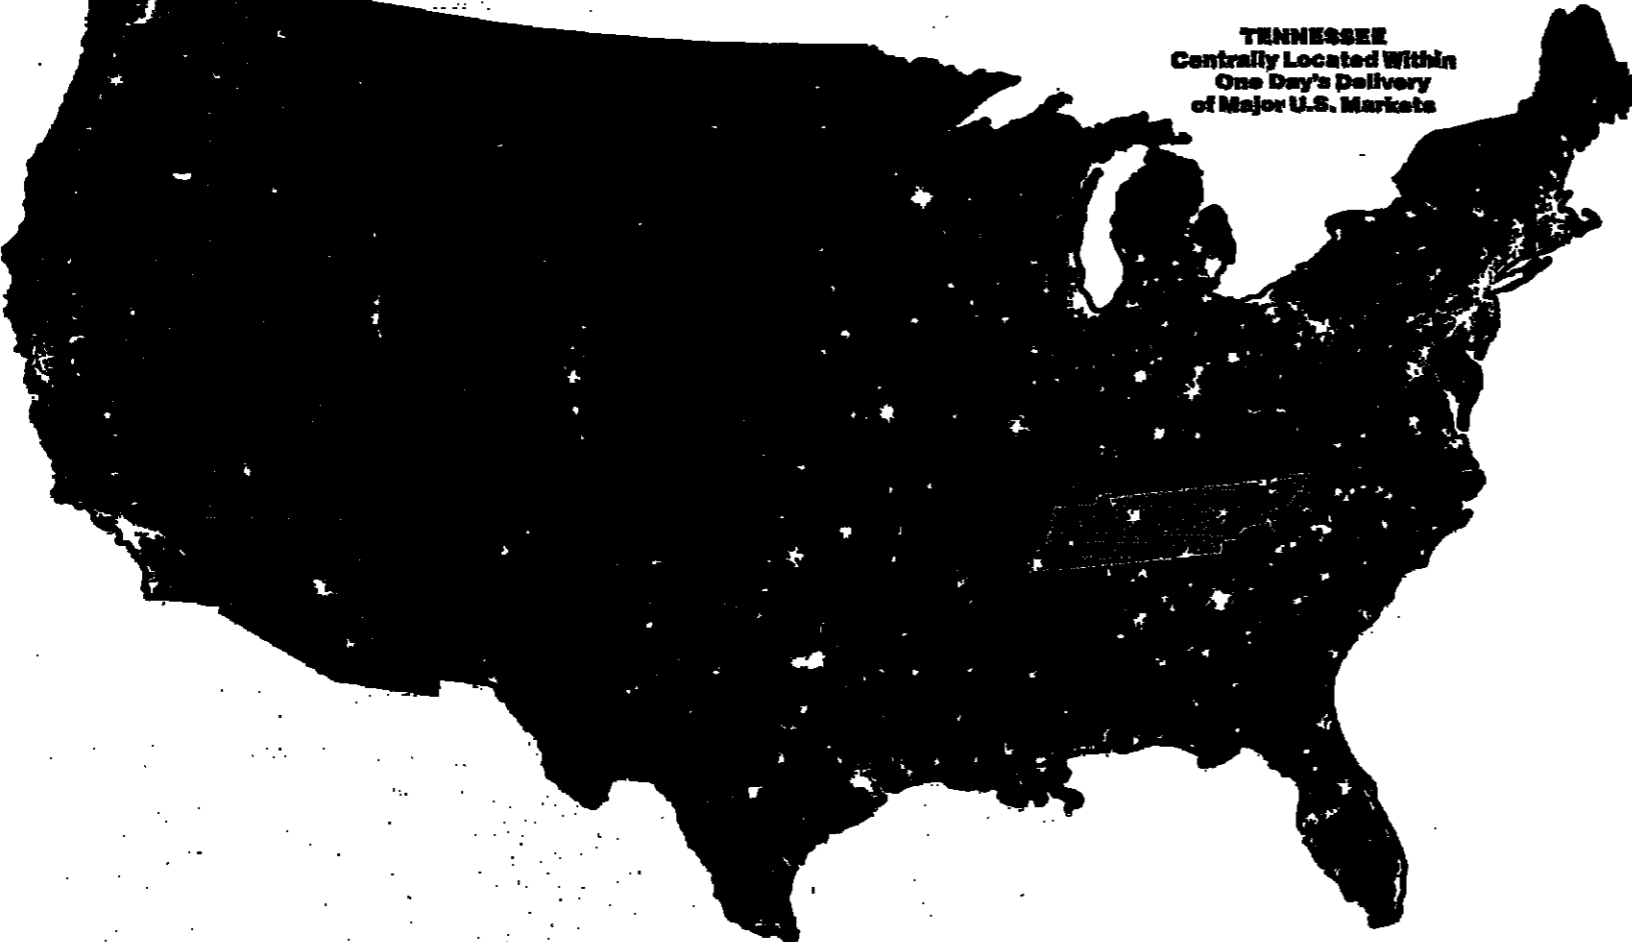 TENNESSEE
Centrally Located Within
One Day's Delivery
of Major U.S. Markets